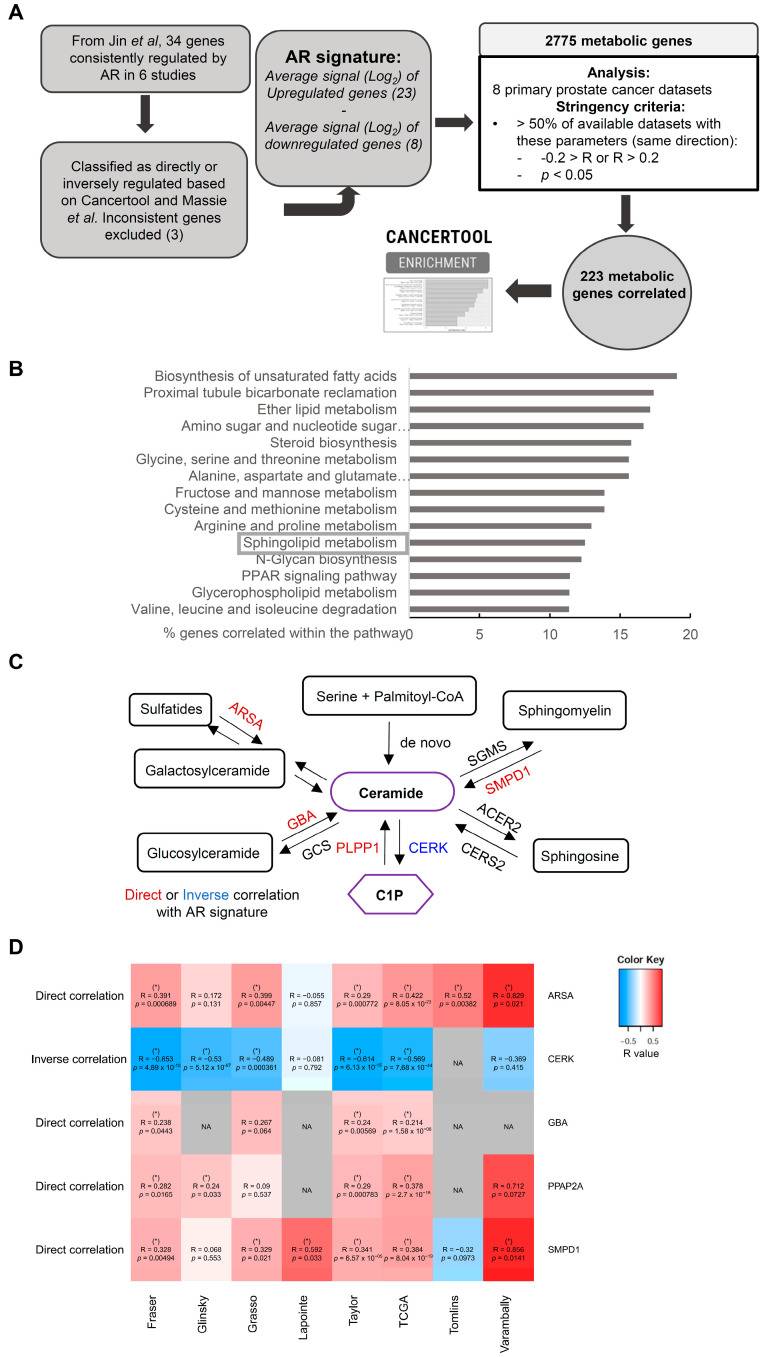 A
From Jin et al, 34 genes
consistently regulated by
AR in 6 studies
Classified as directly or
inversely regulated based
on Cancertool and Massie
et al. Inconsistent genes
excluded (3)
AR signature:
Average signal (Log2) of
Upregulated genes (23)
-
Average signal (Log2) of
downregulated genes (8)
2775 metabolic genes
Analysis:
8 primary prostate cancer datasets
Stringency criteria:
• > 50% of available datasets with
these parameters (same direction):
- -0.2 > R or R > 0.2
- p < 0.05
223 metabolic
genes correlated
CANCERTOOL
ENRICHMENT
B
Biosynthesis of unsaturated fatty acids
Proximal tubule bicarbonate reclamation
Ether lipid metabolism
Amino sugar and nucleotide sugar…
Steroid biosynthesis
Glycine, serine and threonine metabolism
Alanine, aspartate and glutamate…
Fructose and mannose metabolism
Cysteine and methionine metabolism
Arginine and proline metabolism
Sphingolipid metabolism
N-Glycan biosynthesis
PPAR signaling pathway
Glycerophospholipid metabolism
Valine, leucine and isoleucine degradation
% genes correlated within the pathway
0 5 10 15 20
C
Sulfatides
ARSA
Serine + Palmitoyl-CoA
Sphingomyelin
de novo
SGMS
SMPD1
Galactosylceramide
Ceramide
GBA
GCS
PLPP1
CERK
ACER2
CERS2
Glucosylceramide
Sphingosine
C1P
Direct or Inverse correlation
with AR signature
D
Color Key
−0.5 0.5
R value
Direct correlation
(*) (*) (*) (*) (*) (*)
R = 0.391 R = 0.172 R = 0.399 R = −0.055 R = 0.29 R = 0.422 R = 0.52 R = 0.829
p = 0.000689 p = 0.131 p = 0.00447 p = 0.857 p = 0.000772 p = 8.05 x 10 p = 0.00382 p = 0.021
ARSA
Inverse correlation
(*) (*) (*) (*) (*)
R = −0.653 R = −0.53 R = −0.489 R = −0.081 R = −0.614 R = −0.569 NA R = −0.369
p = 4.89 x 10 p = 5.12 x 10 p = 0.000361 p = 0.792 p = 6.13 x 10 p = 7.68 x 10 p = 0.415
CERK
Direct correlation
(*) (*) (*)
R = 0.238 NA R = 0.267 NA R = 0.24 R = 0.214 NA NA
p = 0.0443 p = 0.064 p = 0.00569 p = 1.58 x 10
GBA
Direct correlation
(*) (*) (*) (*)
R = 0.282 R = 0.24 R = 0.09 NA R = 0.29 R = 0.378 NA R = 0.712
p = 0.0165 p = 0.033 p = 0.537 p = 0.000783 p = 2.7 x 10 p = 0.0727
PPAP2A
Direct correlation
(*) (*) (*) (*) (*) (*)
R = 0.328 R = 0.068 R = 0.329 R = 0.592 R = 0.341 R = 0.384 R = −0.32 R = 0.856
p = 0.00494 p = 0.553 p = 0.021 p = 0.033 p = 6.57 x 10 p = 8.04 x 10 p = 0.0973 p = 0.0141
SMPD1
Fraser
Glinsky
Grasso
Lapointe
Taylor
TCGA
Tomlins
Varambally